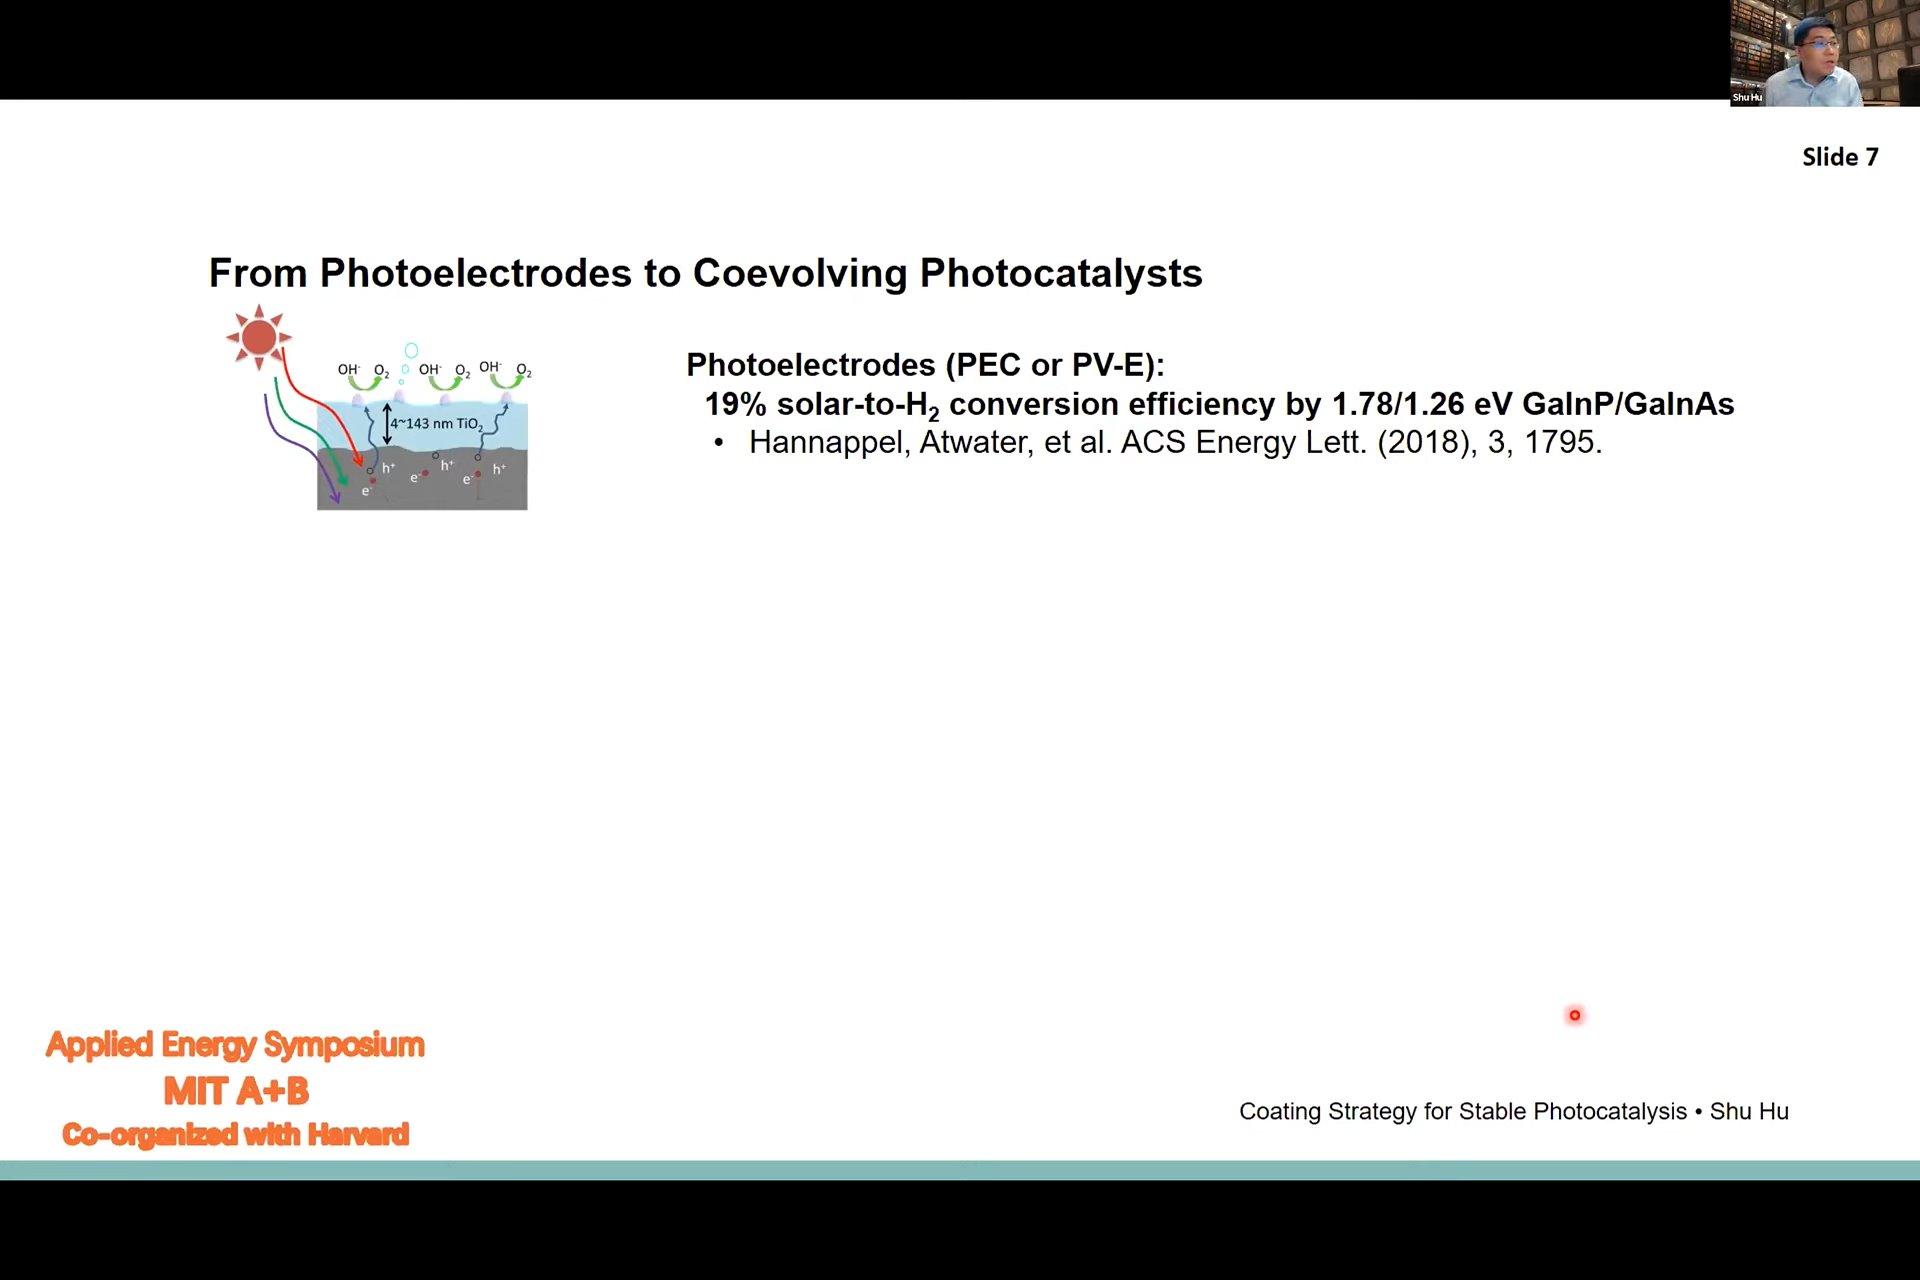 Shu Hu
Slide 7
From Photoelectrodes to Coevolving Photocatalysts
OH- O2 OH- O2 OH- O2
4~143 nm TiO2
h+ h+ h+
e- e- e-
Photoelectrodes (PEC or PV-E):
19% solar-to-H2 conversion efficiency by 1.78/1.26 eV GaInP/GaInAs
• Hannappel, Atwater, et al. ACS Energy Lett. (2018), 3, 1795.
Applied Energy Symposium
MIT A+B
Co-organized with Harvard
Coating Strategy for Stable Photocatalysis • Shu Hu